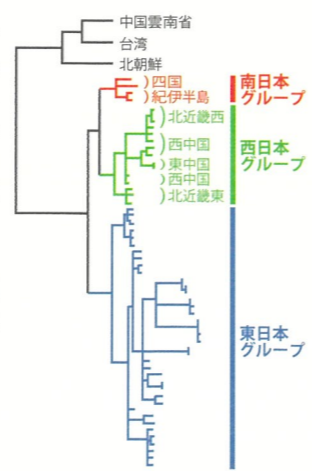 中国雲南省
台湾
北朝鮮
四国
紀伊半島
南日本
グループ
北近畿西
西中国
東中国
西中国
北近畿東
西日本
グループ
東日本
グループ